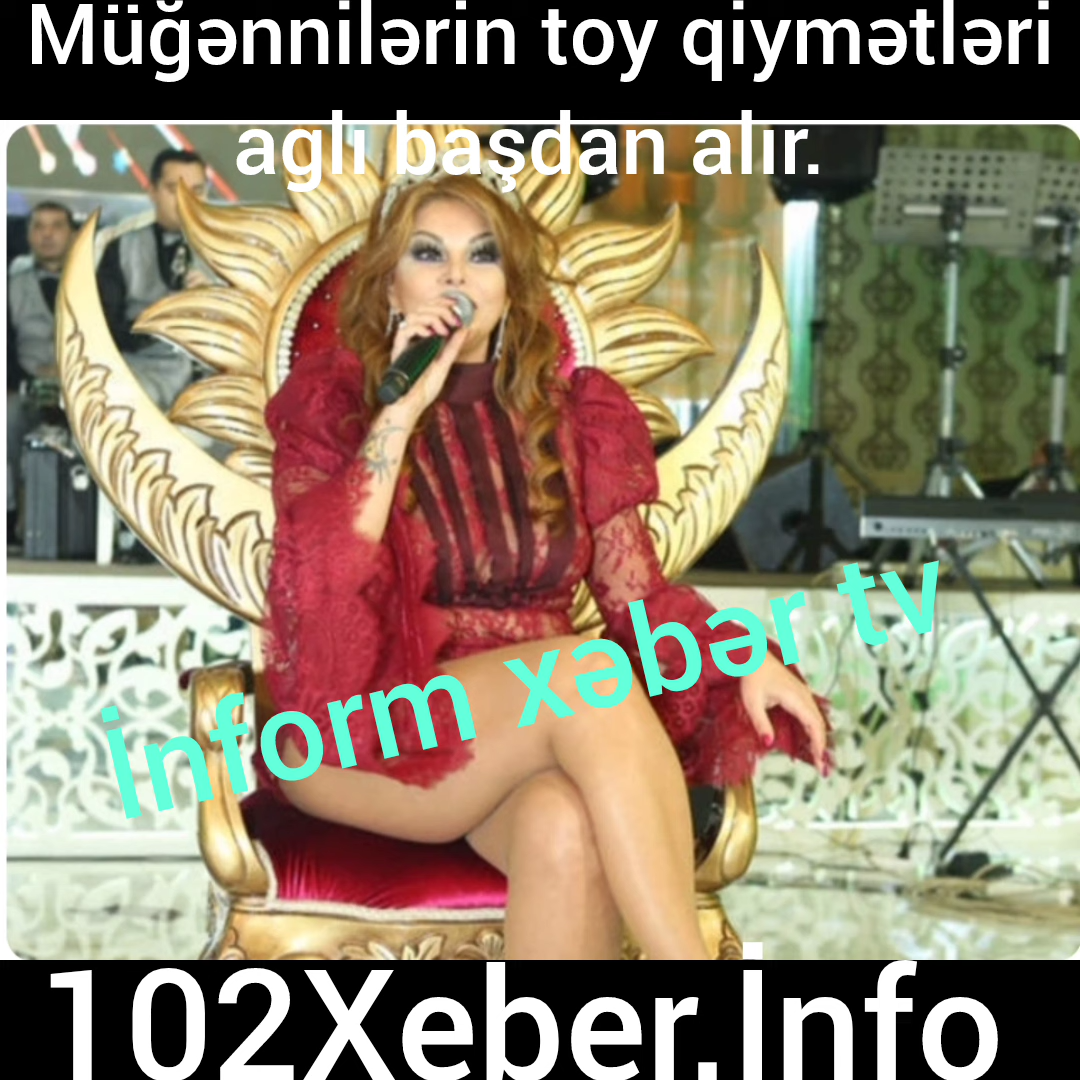 Müğənnilərin toy qiymətləri
aglı başdan alır.
İnform xəbər tv
102Xeber.İnfo